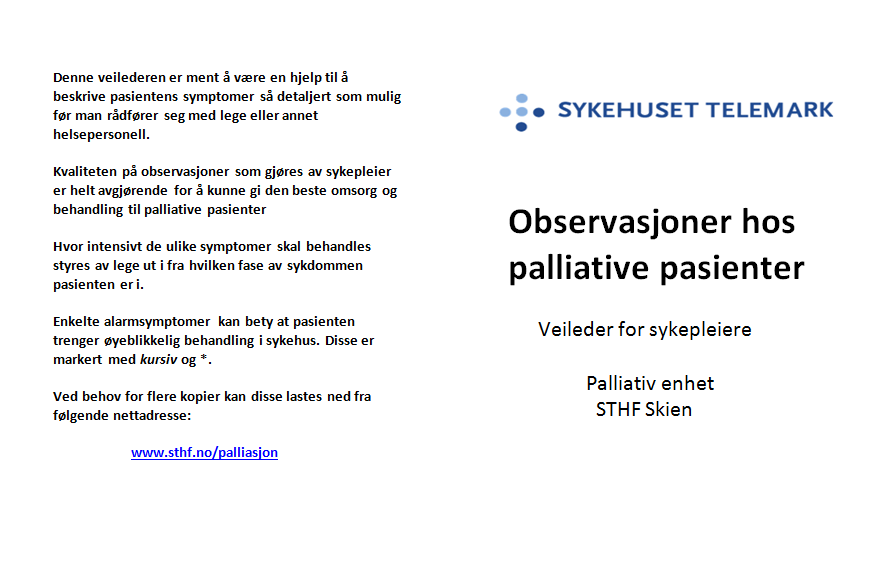 Denne veilederen er ment å være en hjelp til å
beskrive pasientens symptomer så detaljert som mulig
før man rådfører seg med lege eller annet
helsepersonell.
Kvaliteten på observasjoner som gjøres av sykepleier
er helt avgjørende for å kunne gi den beste omsorg og
behandling til palliative pasienter
Hvor intensivt de ulike symptomer skal behandles
styres av lege ut i fra hvilken fase av sykdommen
pasienten er i.
Enkelte alarmsymptomer kan bety at pasienten
trenger øyeblikkelig behandling i sykehus. Disse er
markert med kursiv og *.
Ved behov for flere kopier kan disse lastes ned fra
følgende nettadresse:
www.sthf.no/palliasjon
SYKEHUSET TELEMARK
Observasjoner hos
palliative pasienter
Veileder for sykepleiere
Palliativ enhet
STHF Skien